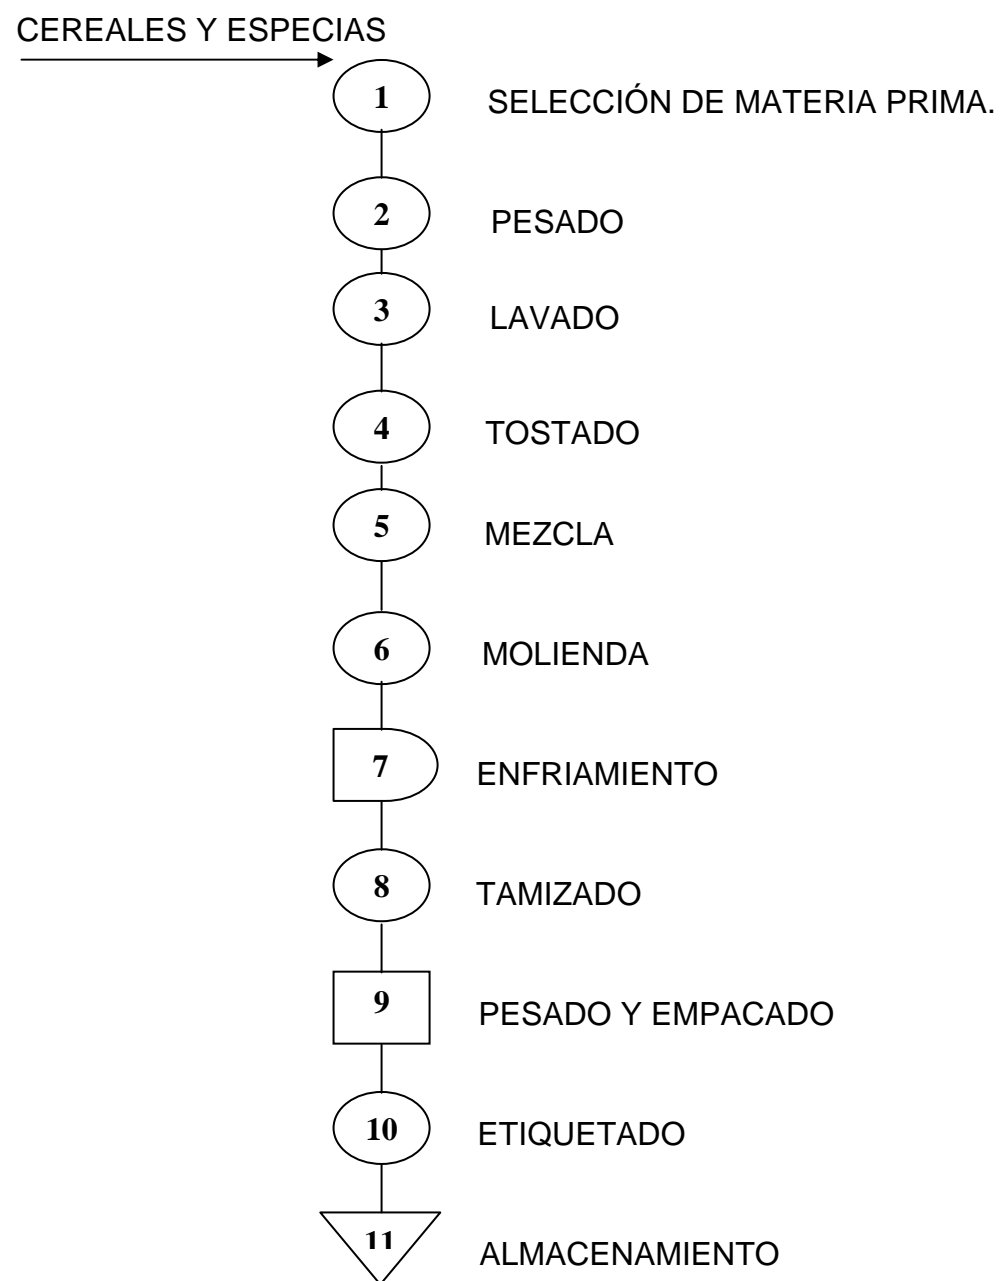 CEREALES Y ESPECIAS
1 SELECCIÓN DE MATERIA PRIMA.
2 PESADO
3 LAVADO
4 TOSTADO
5 MEZCLA
6 MOLIENDA
7 ENFRIAMIENTO
8 TAMIZADO
9 PESADO Y EMPACADO
10 ETIQUETADO
11 ALMACENAMIENTO